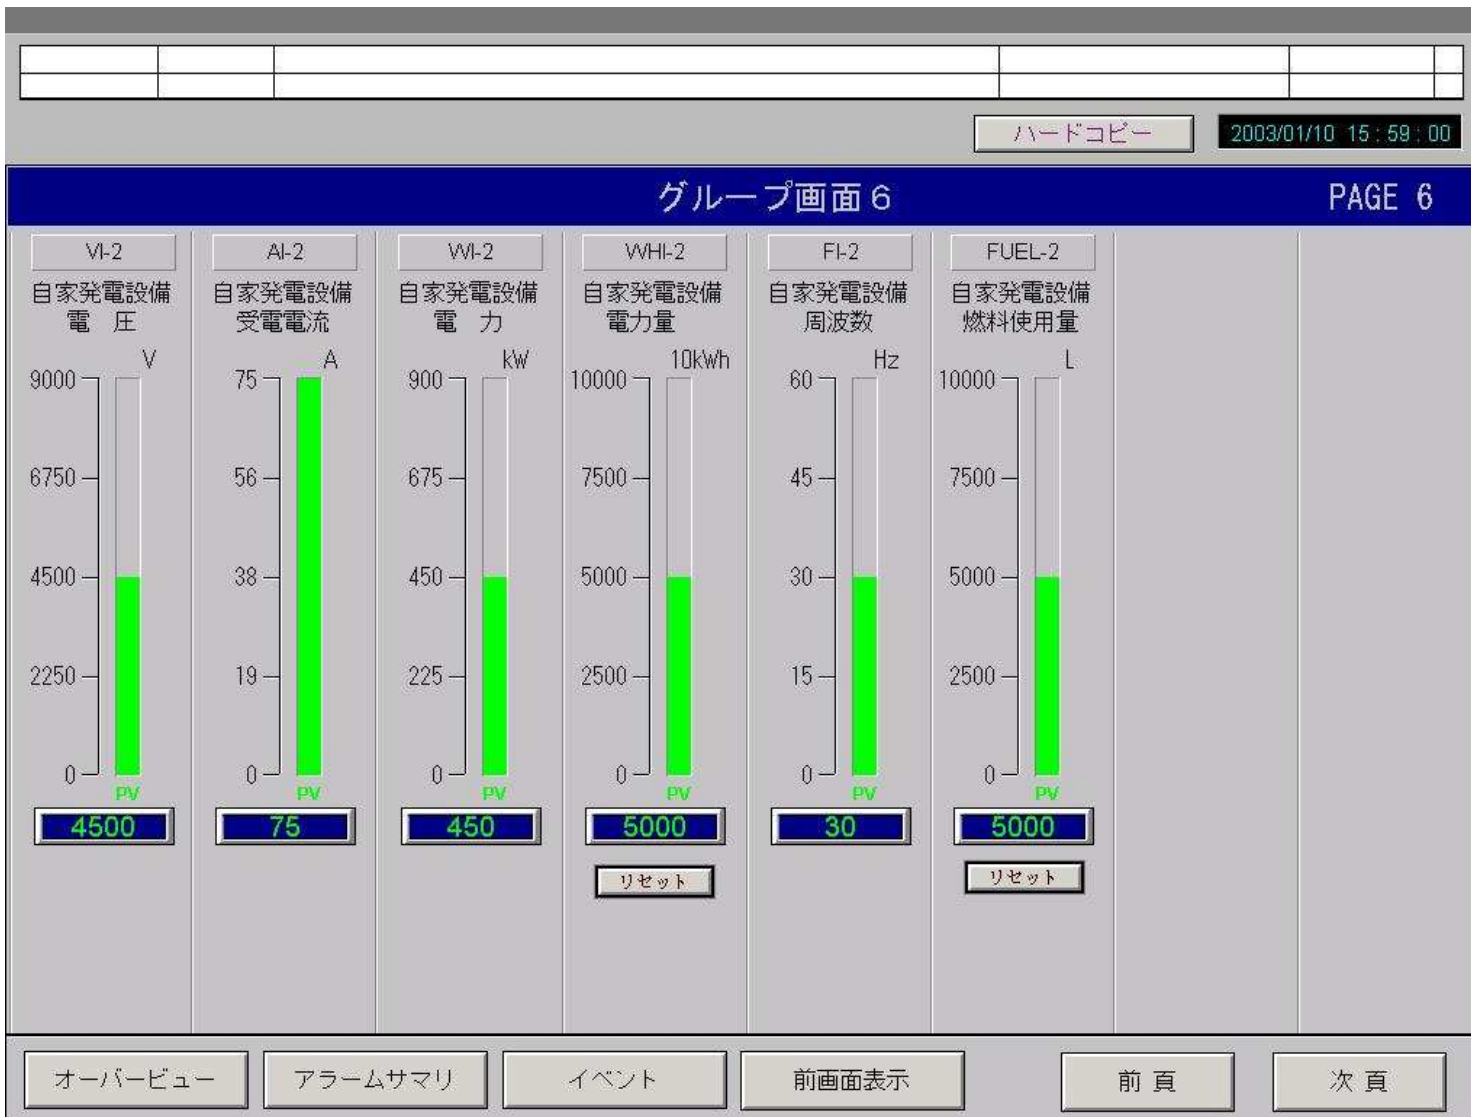 ハードコピー
2003/01/10 15:59:00
グループ画面6
PAGE 6
VI-2
自家発電設備
電 圧
V
9000
6750
4500
2250
0
PV
4500
AI-2
自家発電設備
受電電流
A
75
56
38
19
0
PV
75
WI-2
自家発電設備
電 力
kW
900
675
450
225
0
PV
450
WHI-2
自家発電設備
電力量
10kWh
10000
7500
5000
2500
0
PV
5000
リセット
FI-2
自家発電設備
周波数
Hz
60
45
30
15
0
PV
30
FUEL-2
自家発電設備
燃料使用量
L
10000
7500
5000
2500
0
PV
5000
リセット
オーバービュー
アラームサマリ
イベント
前画面表示
前 頁
次 頁